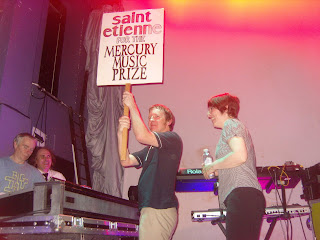 saint
etienne
FOR THE
MERCURY
MUSIC
PRIZE
Roland